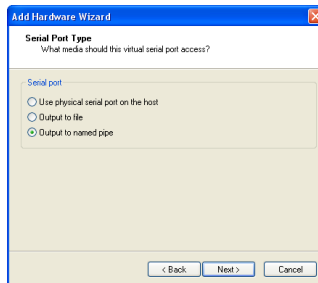 Add Hardware Wizard
Serial Port Type
What media should this virtual serial port access?
Serial port
Use physical serial port on the host
Output to file
Output to named pipe
< Back
Next >
Cancel